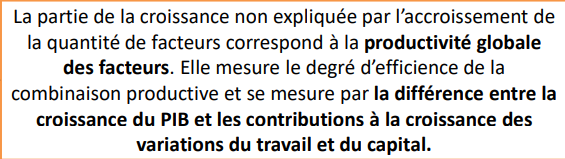 La partie de la croissance non expliquée par l’accroissement de
la quantité de facteurs correspond à la productivité globale
des facteurs. Elle mesure le degré d’efficience de la
combinaison productive et se mesure par la différence entre la
croissance du PIB et les contributions à la croissance des
variations du travail et du capital.